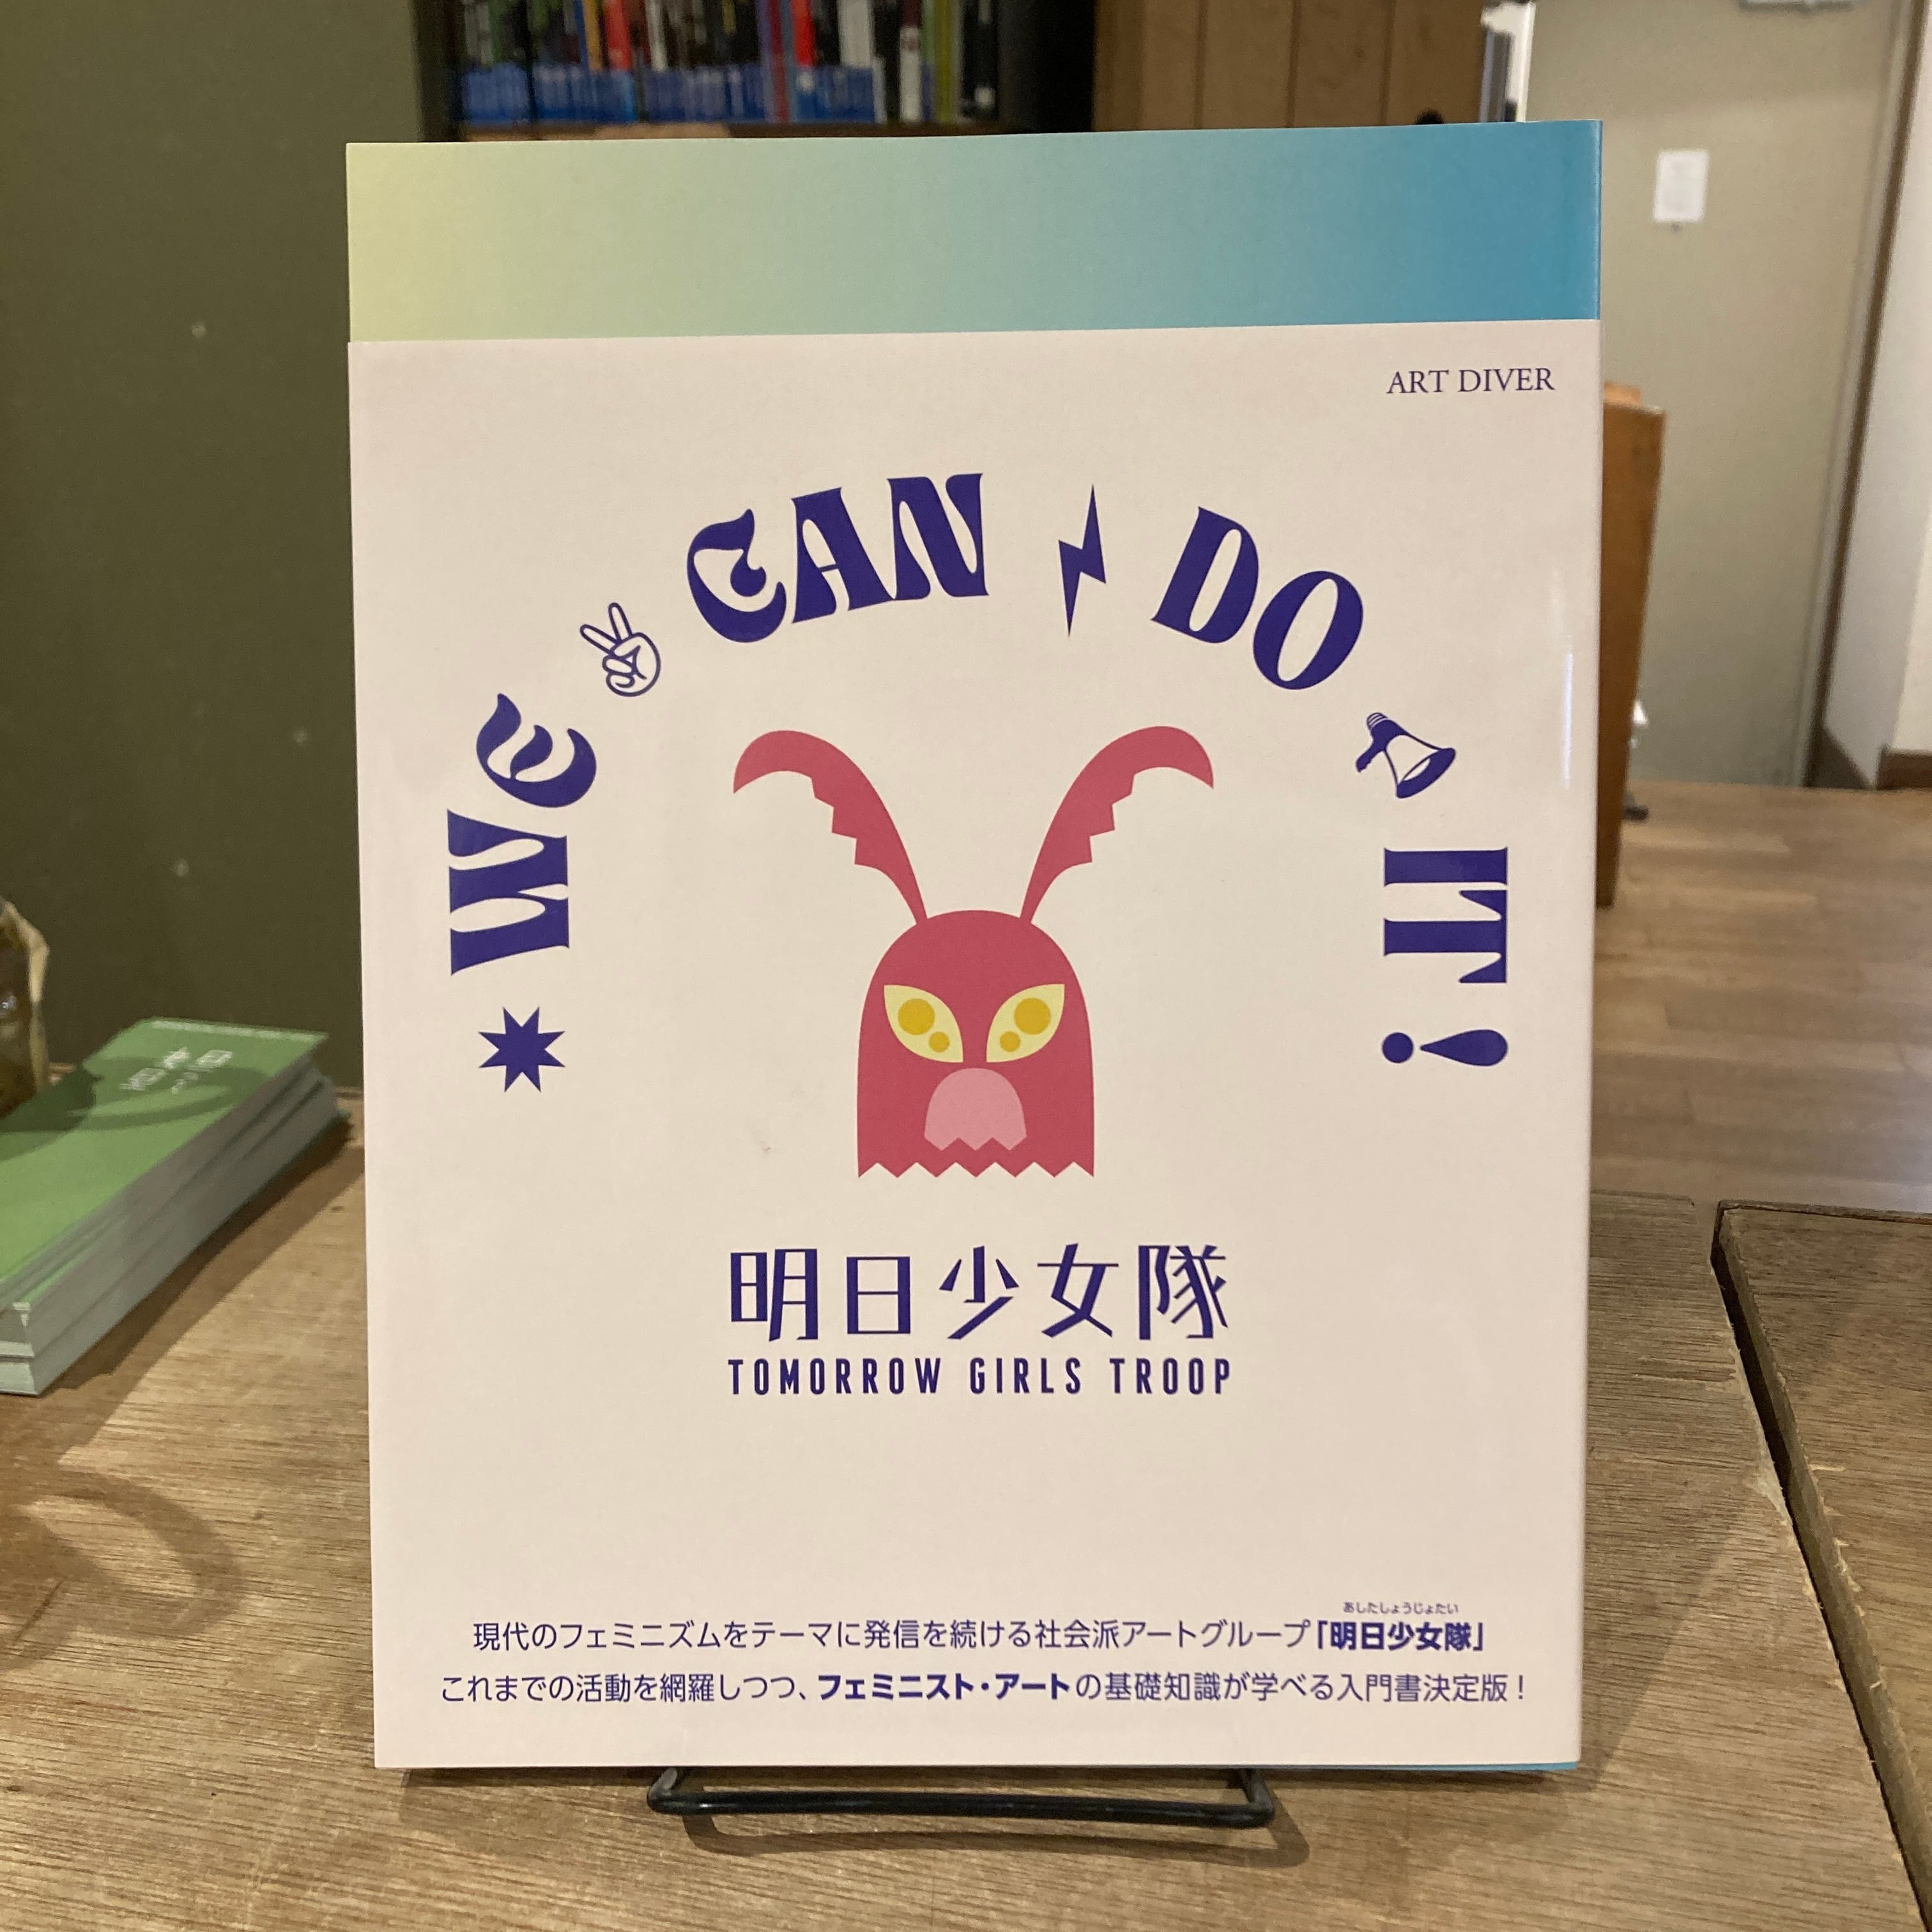 ART DIVER
WE CAN DO IT!
明日少女隊
TOMORROW GIRLS TROOP
あしたしょうじょたい
現代のフェミニズムをテーマに発信を続ける社会派アートグループ「明日少女隊」
これまでの活動を網羅しつつ、フェミニスト・アートの基礎知識が学べる入門書決定版！